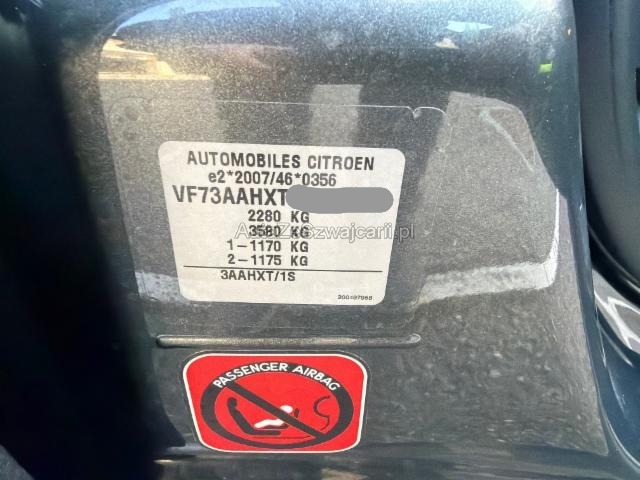 AUTOMOBILES CITROEN
e2*2007/46*0356
VF73AAHXT
2280 KG
3580 KG
1-1170 KG
2-1175 KG
3AAHXT/1S
PASSENGER AIRBAG